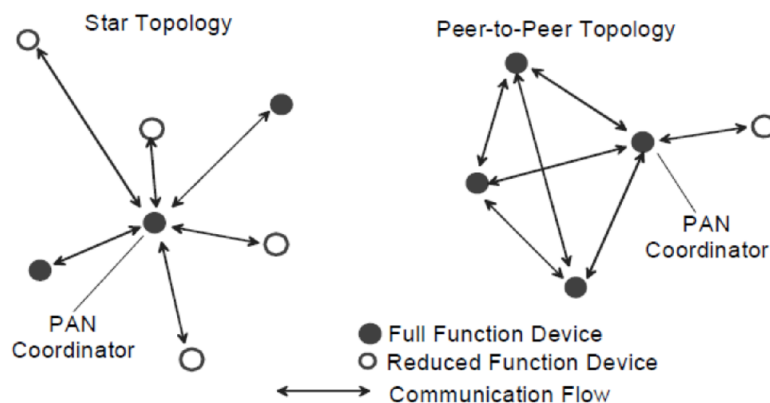 Star Topology
Peer-to-Peer Topology
PAN
Coordinator
PAN
Coordinator
Full Function Device
Reduced Function Device
Communication Flow